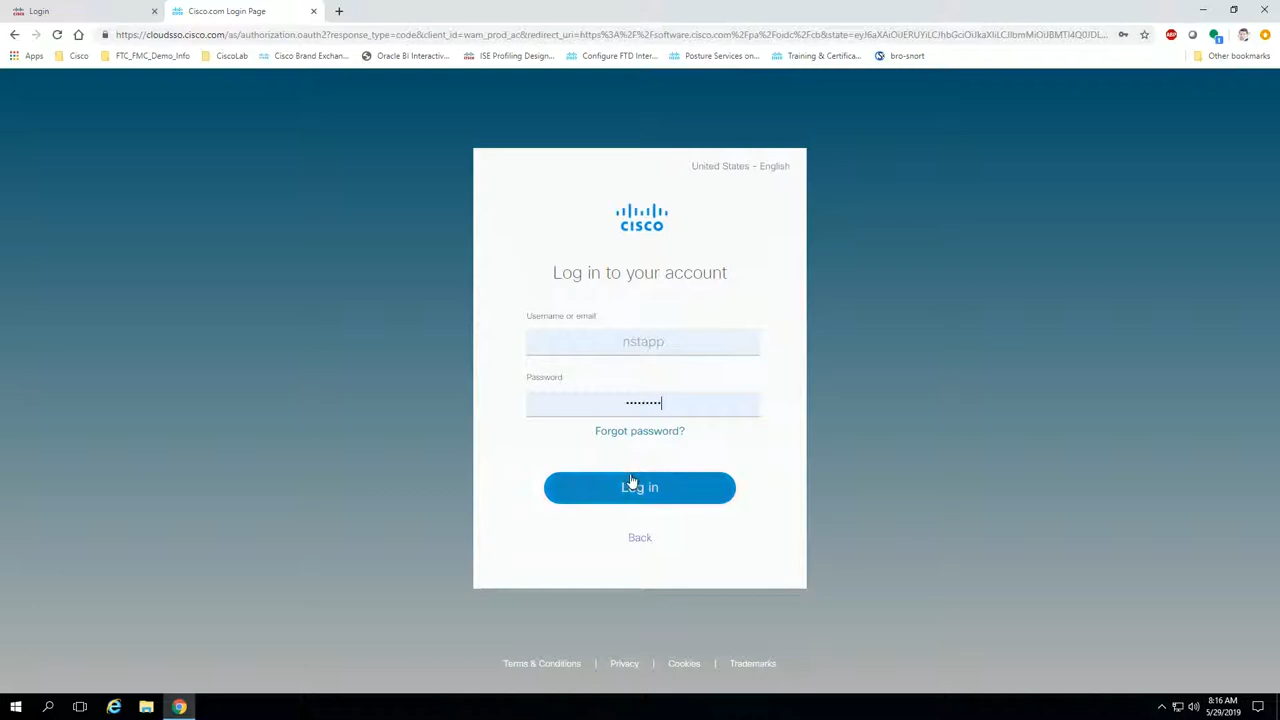 Login
Cisco.com Login Page
https://cloudsso.cisco.com/as/authorization.oauth2?response_type=code&client_id=wam_prod_ac&redirect_uri=https%3A%2F%2Fsoftware.cisco.com%2Fpa%2Foidc%2Fcb&state=
Apps
Cisco
FTC_FMC_Demo_Info
CiscoLab
Cisco Brand Exchan...
Oracle BI Interactiv...
ISE Profiling Design...
Configure FTD Inter...
Posture Services on...
Training & Certifica...
bro-snort
Other bookmarks
United States - English
CISCO
Log in to your account
Username or email
nstapp
Password
•••••••••
Forgot password?
Log in
Back
Terms & Conditions | Privacy | Cookies | Trademarks
8:16 AM
5/29/2019